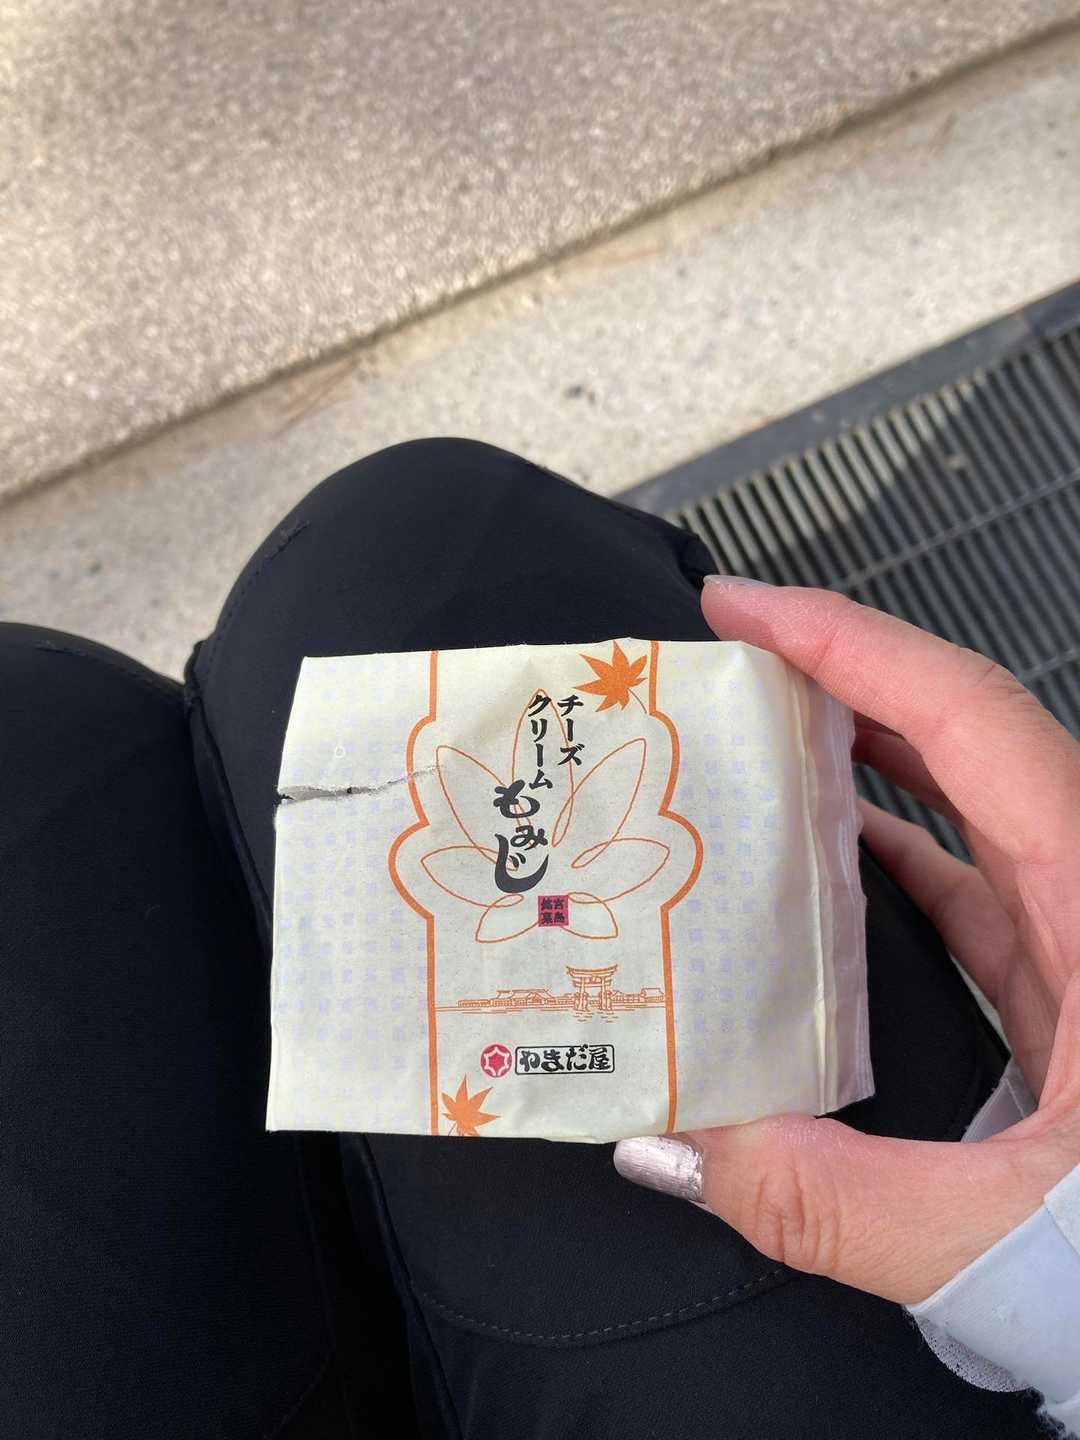 チーズ
クリーム
もみじ
宮島
銘菓
やまだ屋